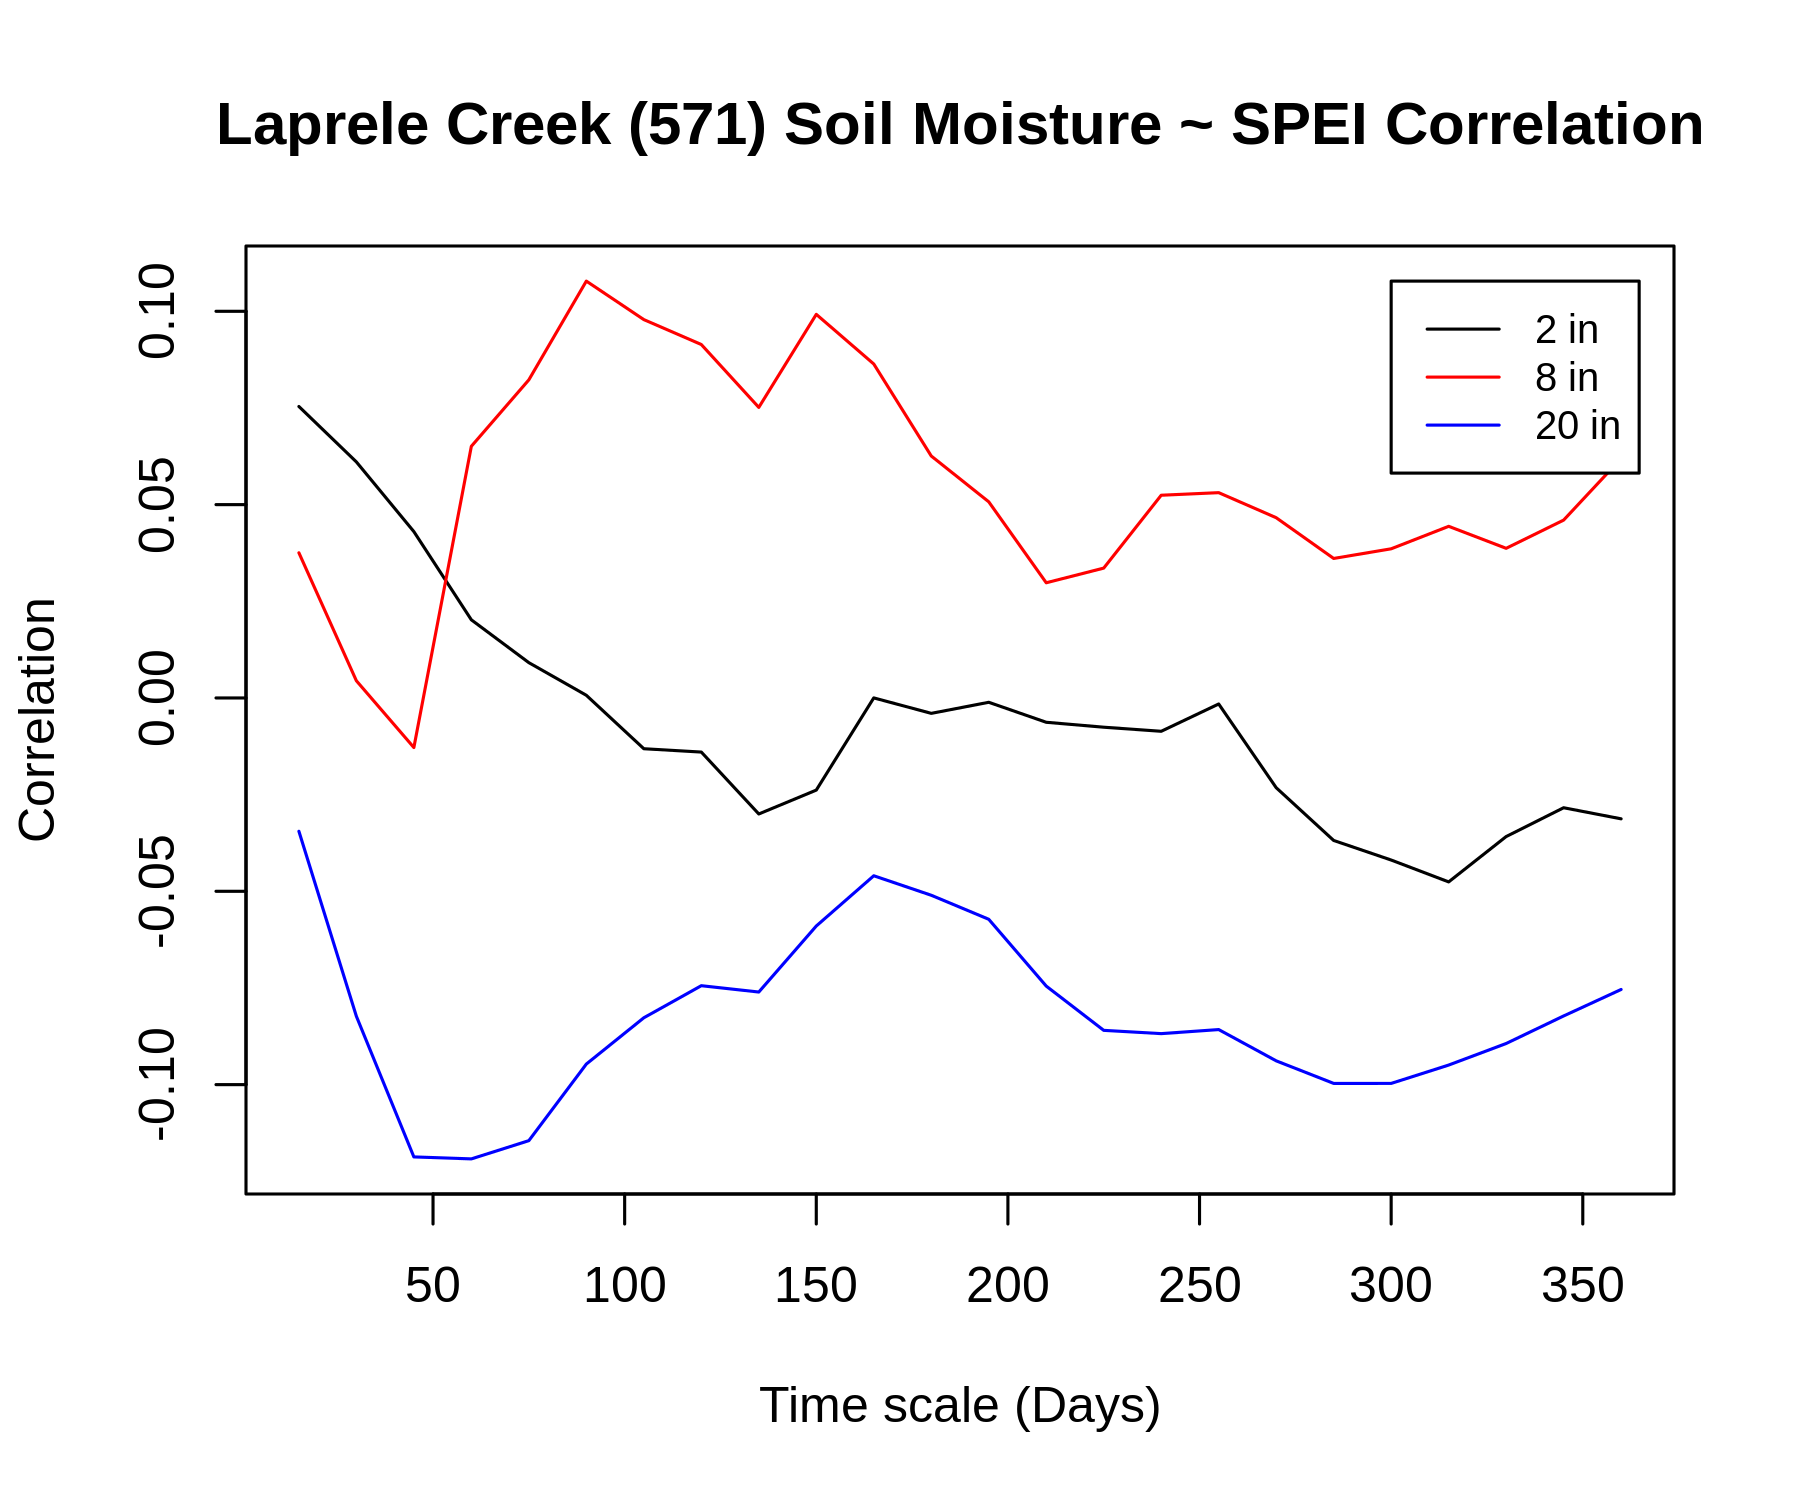 Laprele Creek (571) Soil Moisture ~ SPEI Correlation
2 in
8 in
20 in
Correlation
0.10
0.05
0.00
-0.05
-0.10
50 100 150 200 250 300 350
Time scale (Days)